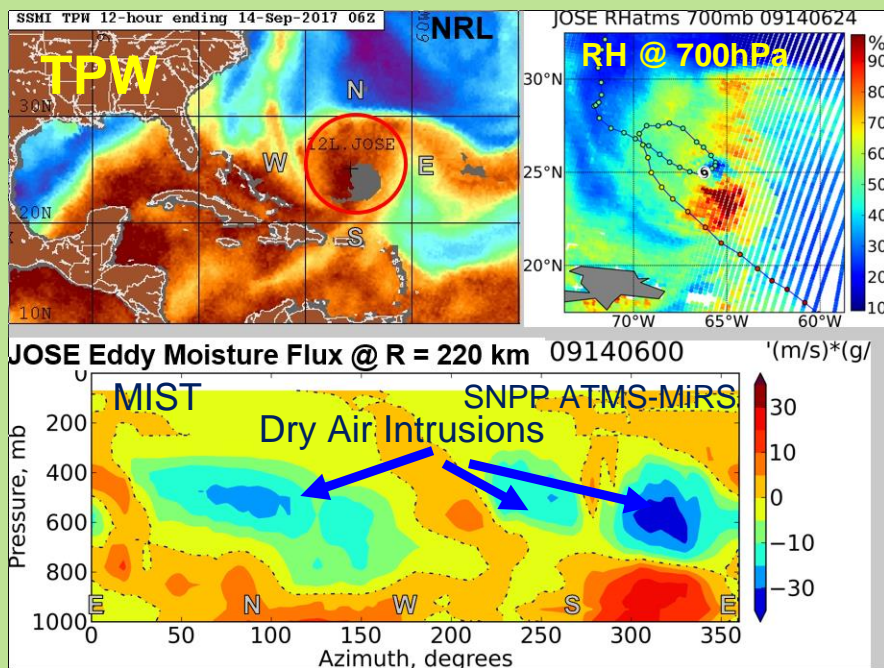 SSMI TPW 12-hour ending 14-Sep-2017 06Z
NRL
60W
TPW
30N
N
12L.JOSE
W
E
20N
S
10N
JOSE RHatms 700mb 09140624
RH @ 700hPa
%
30°N
25°N
20°N
70°W
65°W
60°W
90
80
70
60
50
40
30
20
10
JOSE Eddy Moisture Flux @ R = 220 km
09140600
'(m/s)*(g/
MIST
SNPP ATMS-MiRS
Dry Air Intrusions
Pressure, mb
0
200
400
600
800
1000
E
N
W
S
E
0
50
100
150
200
250
300
350
Azimuth, degrees
30
20
10
0
−10
−20
−30